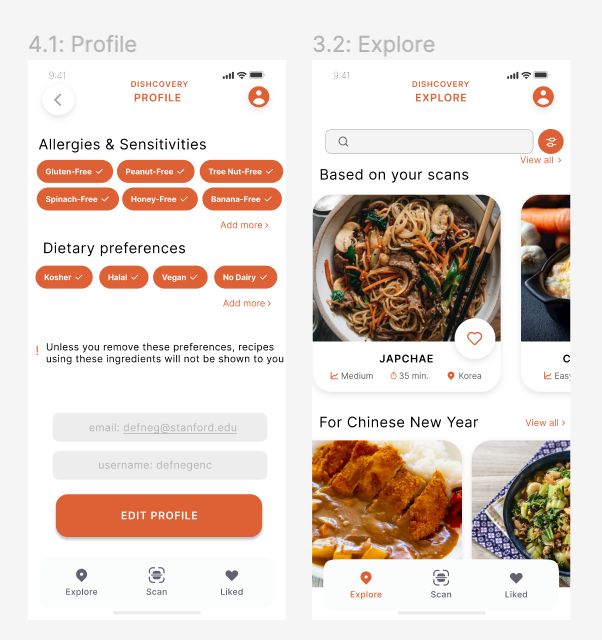 4.1: Profile
9:41
DISHCOVERY
PROFILE
Allergies & Sensitivities
Gluten-Free
Peanut-Free
Tree Nut-Free
Spinach-Free
Honey-Free
Banana-Free
Add more >
Dietary preferences
Kosher
Halal
Vegan
No Dairy
Add more >
! Unless you remove these preferences, recipes
using these ingredients will not be shown to you
email: defneg@stanford.edu
username: defnegenc
EDIT PROFILE
Explore
Scan
Liked
3.2: Explore
9:41
DISHCOVERY
EXPLORE
View all >
Based on your scans
JAPCHAE
C
Medium
35 min.
Korea
Easy
For Chinese New Year
View all >
Explore
Scan
Liked